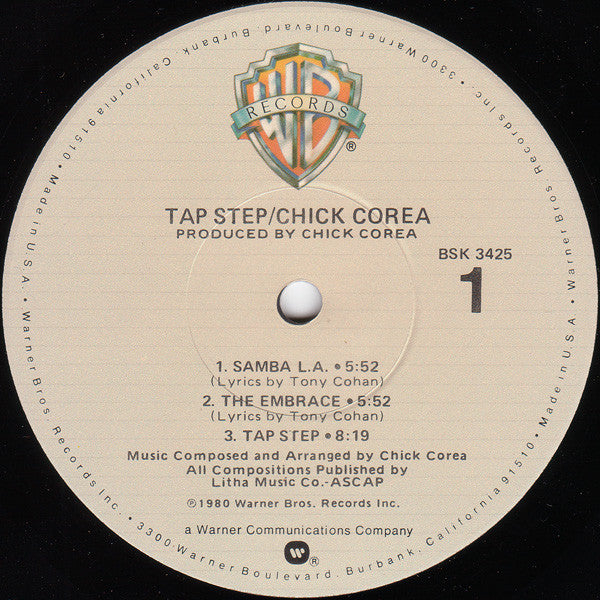 WB
RECORDS
®
TAP STEP/CHICK COREA
PRODUCED BY CHICK COREA
BSK 3425
1
1. SAMBA L.A. • 5:52
(Lyrics by Tony Cohan)
2. THE EMBRACE • 5:52
(Lyrics by Tony Cohan)
3. TAP STEP • 8:19
Music Composed and Arranged by Chick Corea
All Compositions Published by
Litha Music Co.-ASCAP
℗1980 Warner Bros. Records Inc.
a Warner Communications Company
®
Warner Bros. Records Inc. • 3300 Warner Boulevard, Burbank, California 91510 • Made in U.S.A. • Warner Bros. Records Inc. • 3300 Warner Boulevard, Burbank, California 91510 • Made in U.S.A. •